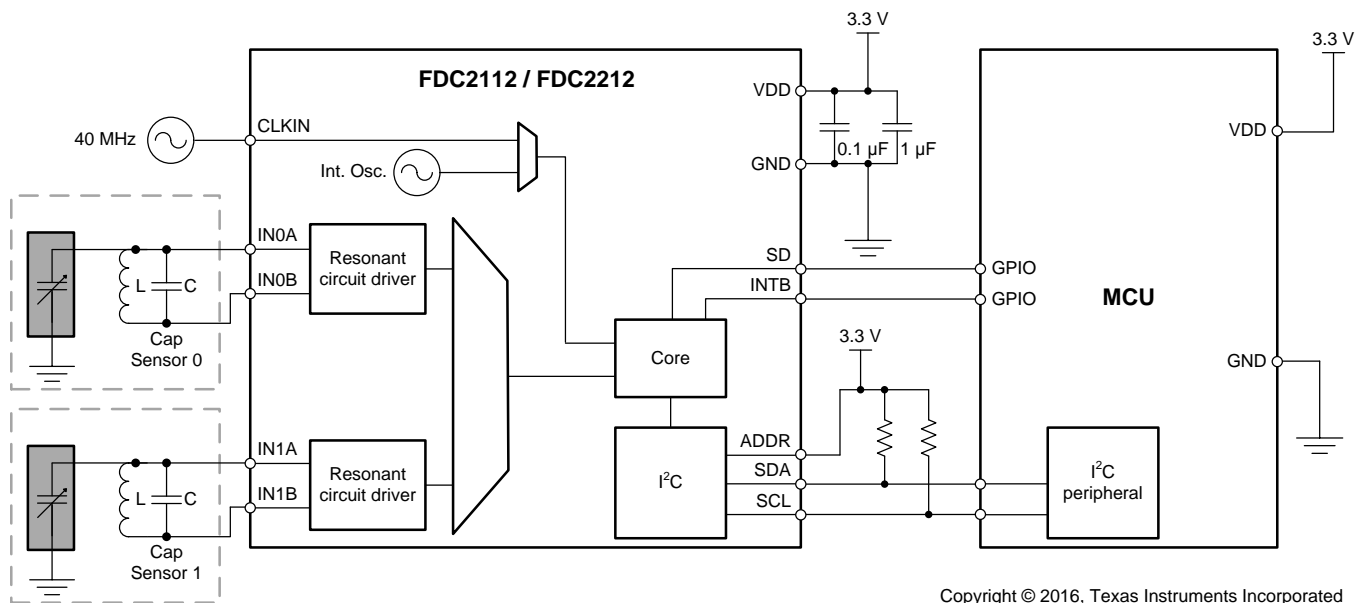 3.3 V
3.3 V
FDC2112 / FDC2212
VDD
40 MHz
CLKIN
0.1 µF
1 µF
VDD
Int. Osc.
GND
IN0A
Resonant
circuit driver
IN0B
L
C
Cap
Sensor 0
SD
GPIO
INTB
GPIO
MCU
Core
3.3 V
GND
IN1A
Resonant
circuit driver
IN1B
L
C
Cap
Sensor 1
I²C
ADDR
SDA
SCL
I²C
peripheral
Copyright © 2016, Texas Instruments Incorporated